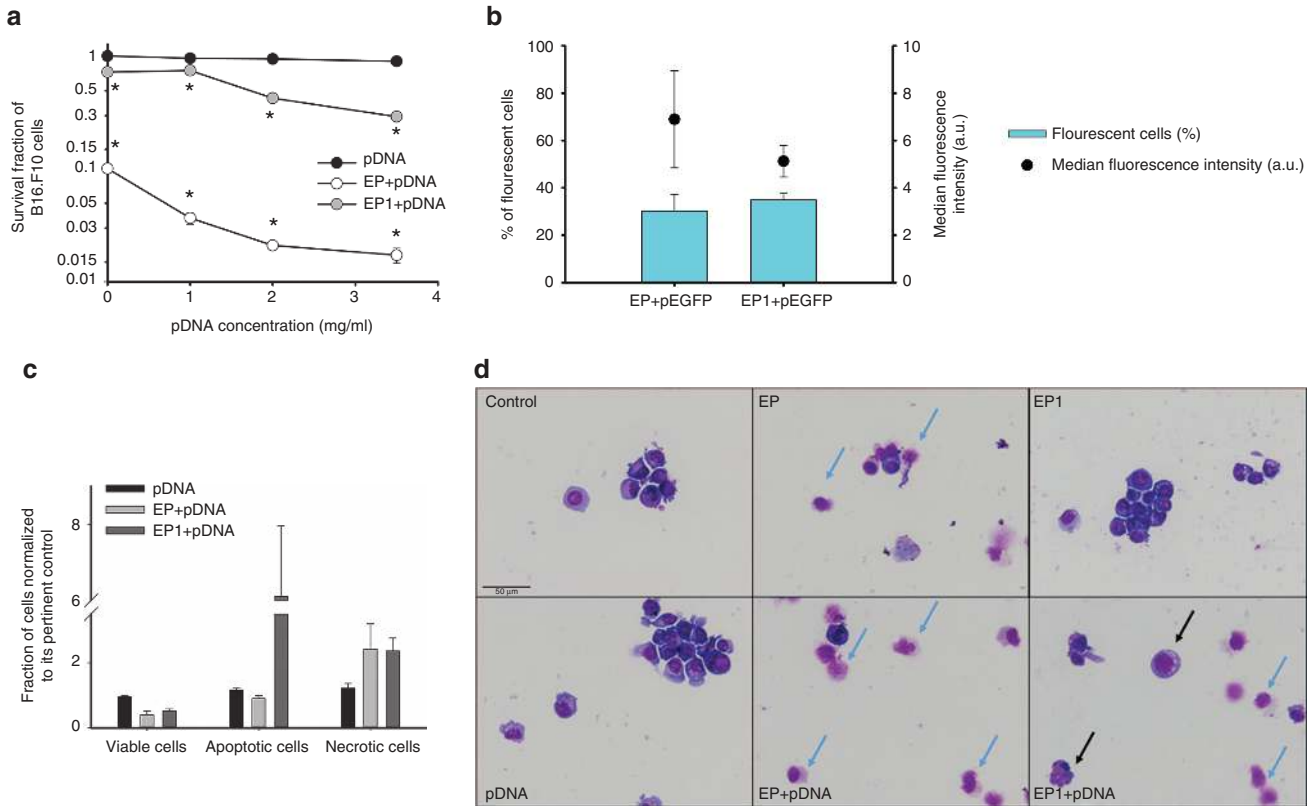 a
Survival fraction of
B16.F10 cells
1
0.5
0.3
0.15
0.1
0.05
0.03
0.015
0.01
*
*
*
*
*
*
*
*
pDNA
EP+pDNA
EP1+pDNA
0
1
2
3
4
pDNA concentration (mg/ml)
b
% of flourescent cells
100
80
60
40
20
0
10
8
6
4
2
0
Median fluorescence
intensity (a.u.)
EP+pEGFP
EP1+pEGFP
Flourescent cells (%)
Median fluorescence intensity (a.u.)
c
Fraction of cells normalized
to its pertinent control
8
6
2
0
pDNA
EP+pDNA
EP1+pDNA
Viable cells
Apoptotic cells
Necrotic cells
d
Control
EP
EP1
50 µm
pDNA
EP+pDNA
EP1+pDNA